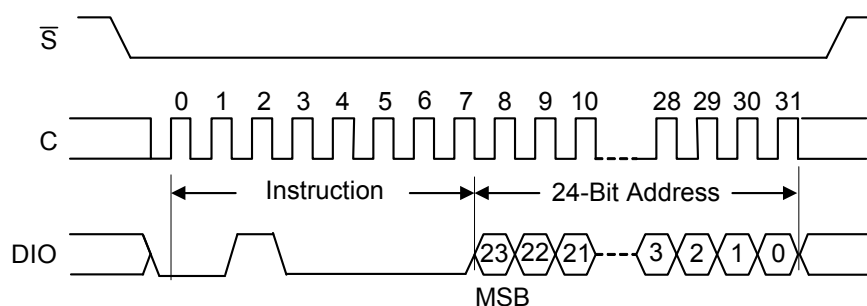 S
0 1 2 3 4 5 6 7 8 9 10 28 29 30 31
C
Instruction 24-Bit Address
DIO 23 22 21 3 2 1 0
MSB